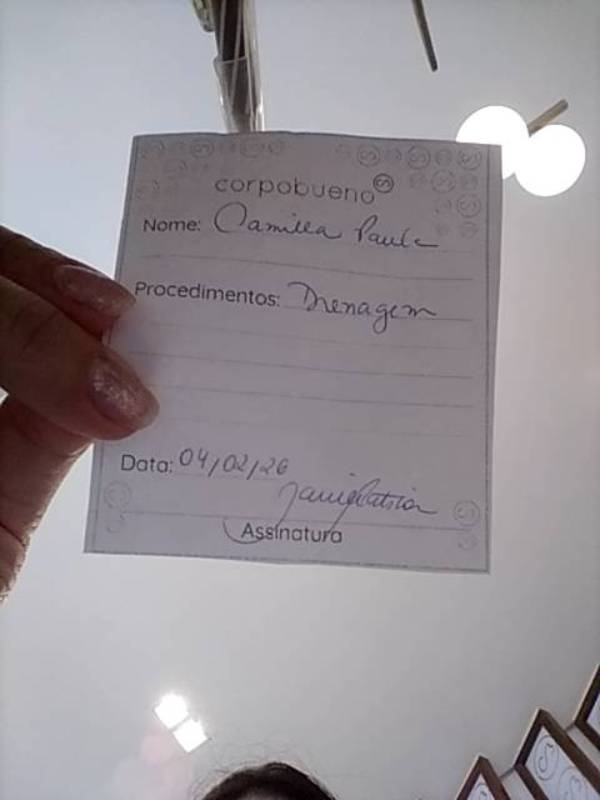 corpobueno
Nome: Camilla Paula
Procedimentos: Drenagem
Data: 04/02/26
Assinatura